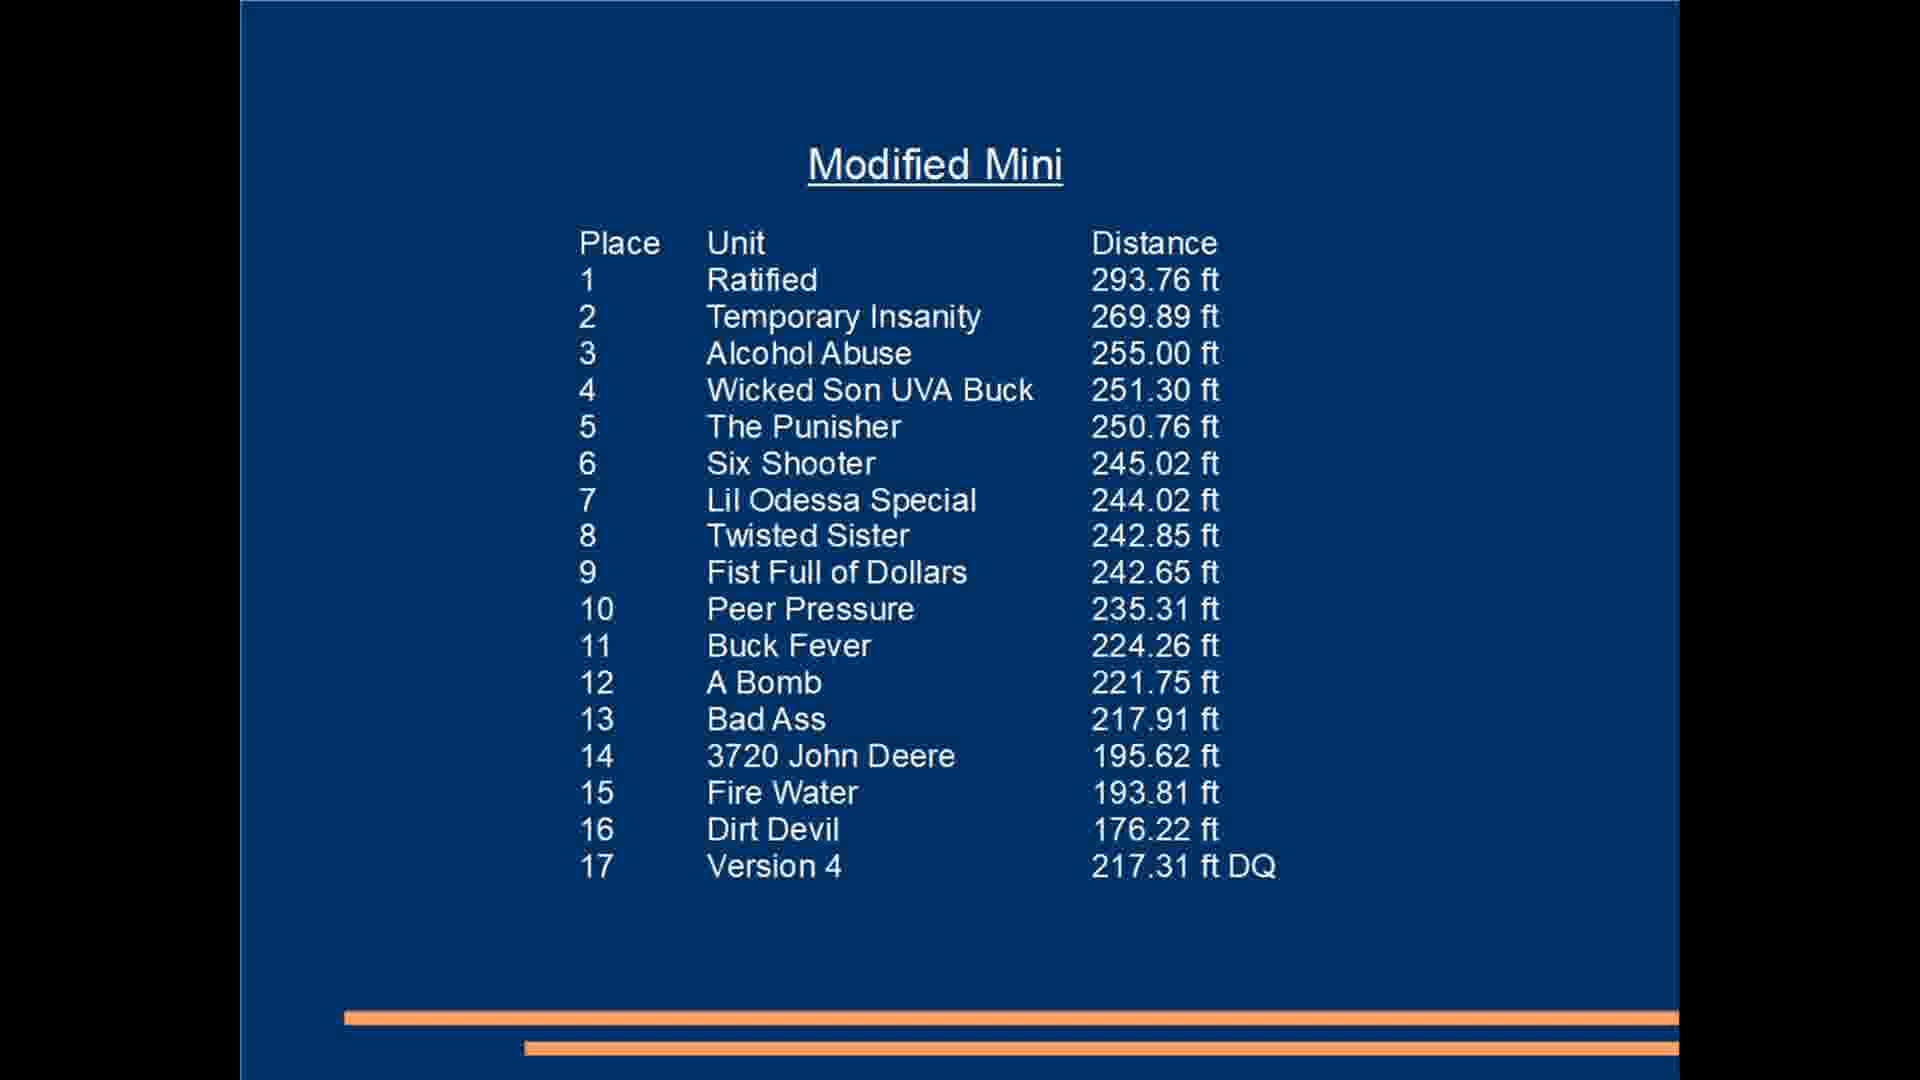 Modified Mini
Place Unit Distance
1 Ratified 293.76 ft
2 Temporary Insanity 269.89 ft
3 Alcohol Abuse 255.00 ft
4 Wicked Son UVA Buck 251.30 ft
5 The Punisher 250.76 ft
6 Six Shooter 245.02 ft
7 Lil Odessa Special 244.02 ft
8 Twisted Sister 242.85 ft
9 Fist Full of Dollars 242.65 ft
10 Peer Pressure 235.31 ft
11 Buck Fever 224.26 ft
12 A Bomb 221.75 ft
13 Bad Ass 217.91 ft
14 3720 John Deere 195.62 ft
15 Fire Water 193.81 ft
16 Dirt Devil 176.22 ft
17 Version 4 217.31 ft DQ